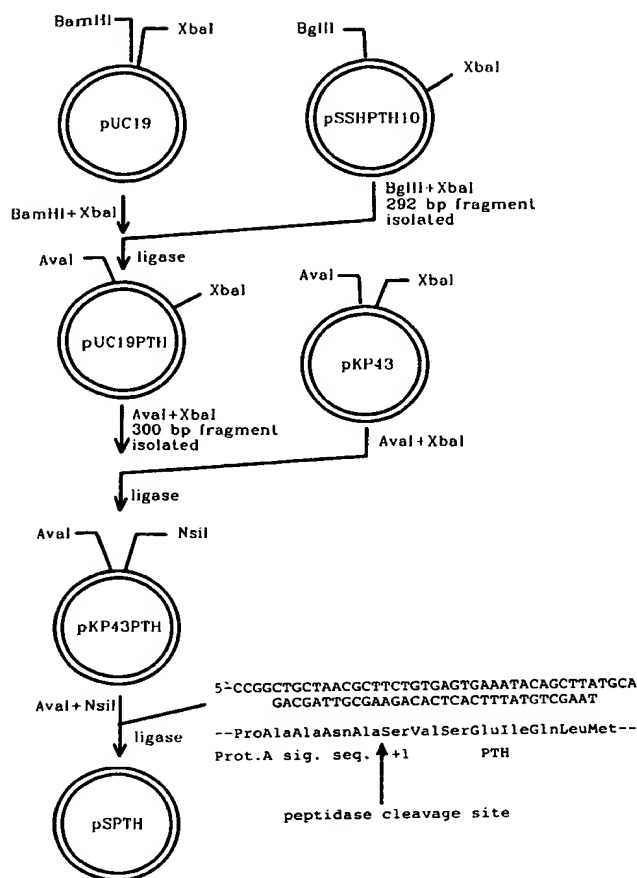 BamHI
XbaI
BglII
XbaI
pUC19
pSSHPTH10
BamHI+XbaI
BglII+XbaI
292 bp fragment
isolated
ligase
AvaI
XbaI
AvaI
XbaI
pUC19PTH
pKP43
AvaI+XbaI
300 bp fragment
isolated
AvaI+XbaI
ligase
AvaI
NsiI
pKP43PTH
AvaI+NsiI
ligase
5'-CCGGCTGCTAACGCTTCTGTGAGTGAAATACAGCTTATGCA
GACGATTGCGAAGACACTCACTTTATGTCGAAT
--ProAlaAlaAsnAlaSerValSerGluIleGlnLeuMet--
Prot.A sig. seq. +1 PTH
peptidase cleavage site
pSPTH